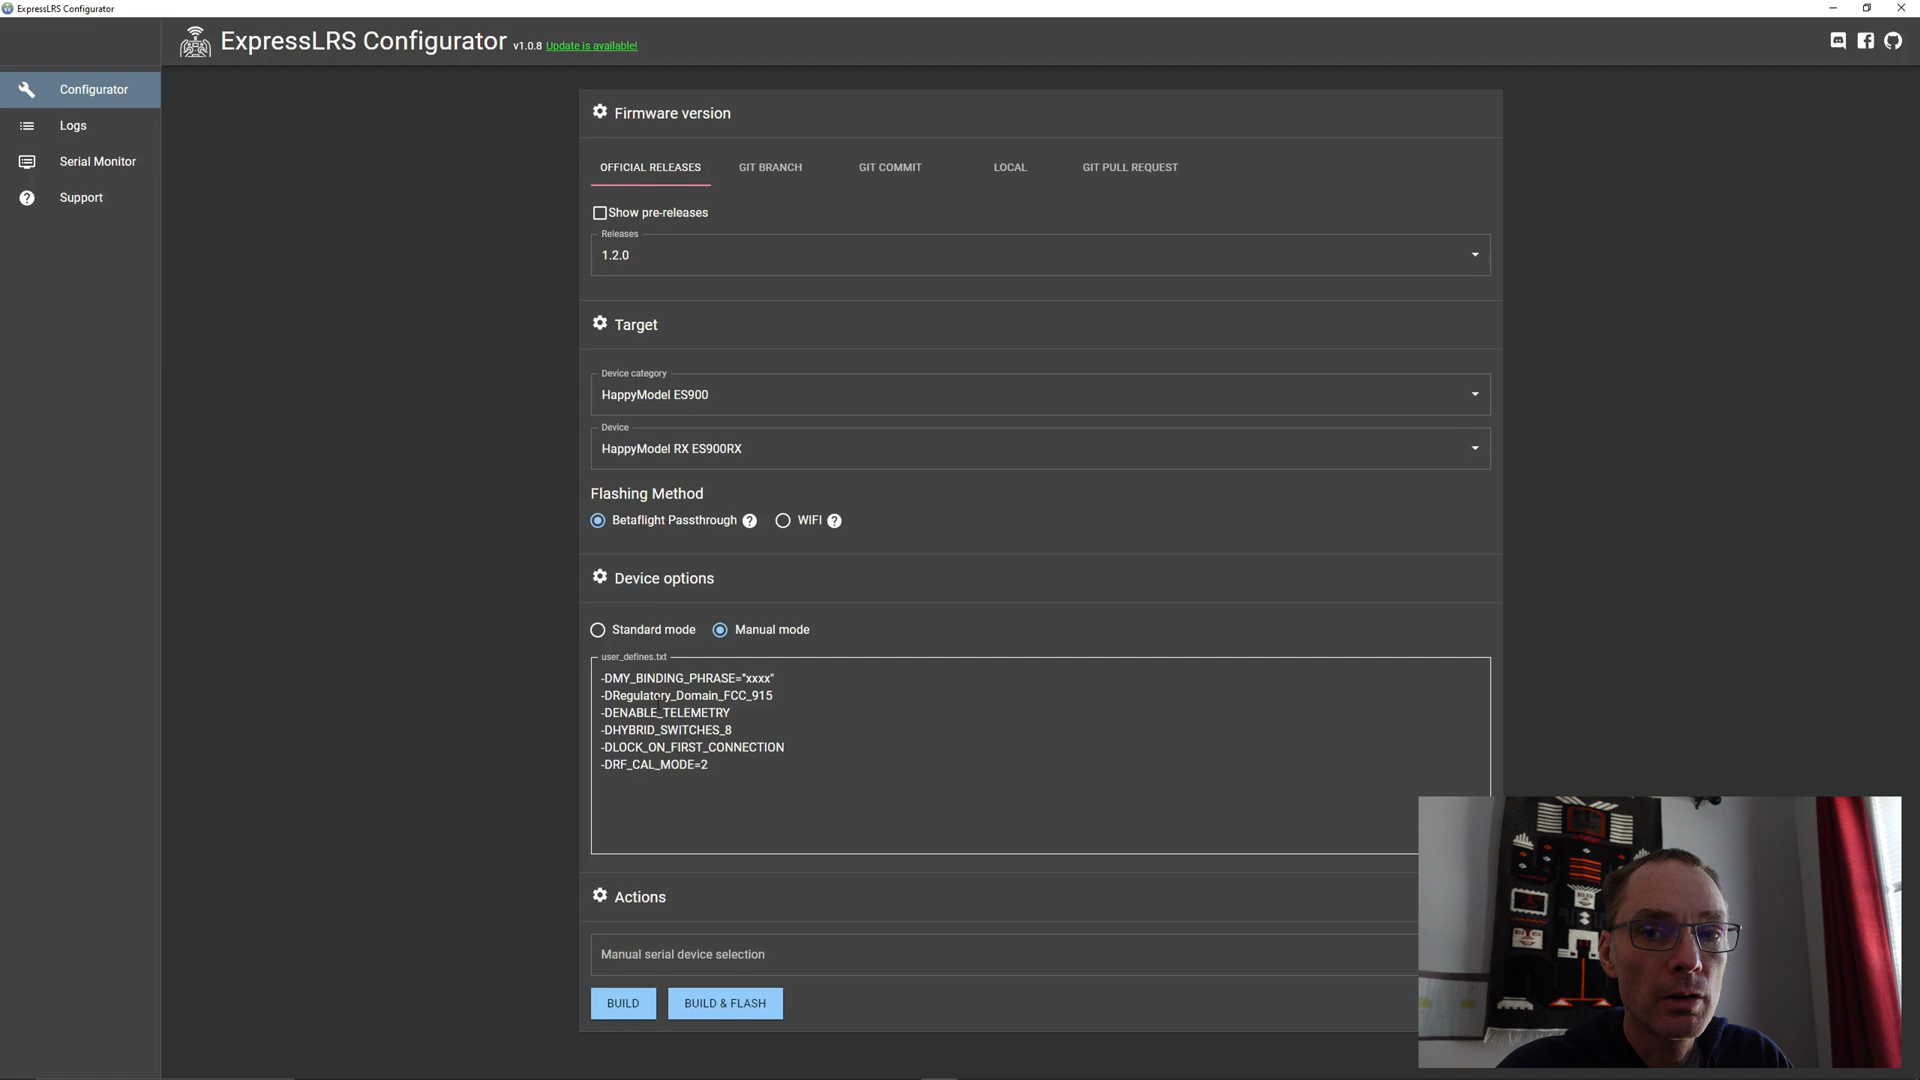 ExpressLRS Configurator
ExpressLRS Configurator v1.0.8 Update is available!
Configurator
Logs
Serial Monitor
Support
Firmware version
OFFICIAL RELEASES GIT BRANCH GIT COMMIT LOCAL GIT PULL REQUEST
Show pre-releases
Releases
1.2.0
Target
Device category
HappyModel ES900
Device
HappyModel RX ES900RX
Flashing Method
Betaflight Passthrough ? WIFI ?
Device options
Standard mode Manual mode
user_defines.txt
-DMY_BINDING_PHRASE="xxxx"
-DRegulatory_Domain_FCC_915
-DENABLE_TELEMETRY
-DHYBRID_SWITCHES_8
-DLOCK_ON_FIRST_CONNECTION
-DRF_CAL_MODE=2
Actions
Manual serial device selection
BUILD BUILD & FLASH